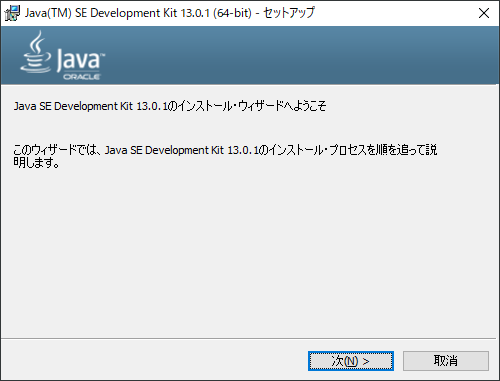 Java(TM) SE Development Kit 13.0.1 (64-bit) - セットアップ
Java™
ORACLE
Java SE Development Kit 13.0.1のインストール・ウィザードへようこそ
このウィザードでは、Java SE Development Kit 13.0.1のインストール・プロセスを順を追って説
明します。
次(N) >
取消